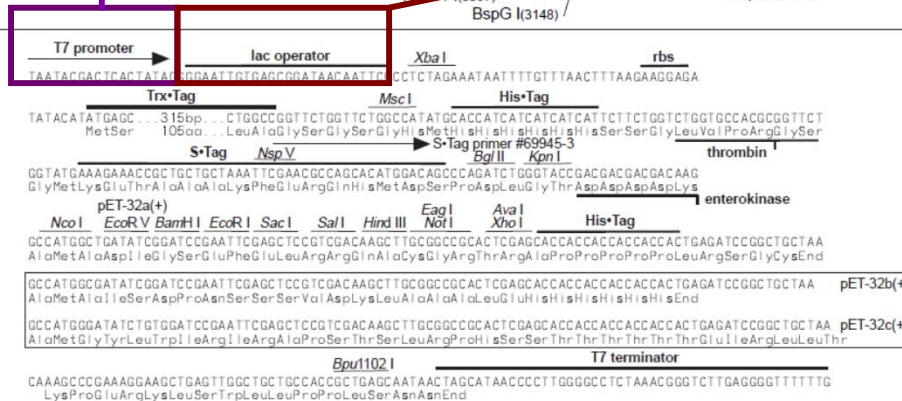 BspG I(3148)
T7 promoter lac operator Xba I rbs
TAATACGACTCACTATAGGGGAATTGTGAGCGGATAACAATTCCCCTCTAGAAATAATTTTGTTTAACTTTAAGAAGGAGA
Trx•Tag Msc I His•Tag
TATACATATGAGC...315bp...CTGGCCGGTTCTGGTTCTGGCCATATGCACCATCATCATCATCATTCTTCTGGTCTGGTGCCACGCGGTTCT
MetSer 105aa...LeuAlaGlySerGlySerGlyHisMetHisHisHisHisHisHisSerSerGlyLeuValProArgGlySer
S•Tag primer #69945-3
S•Tag Nsp V Bgl II Kpn I thrombin
GGTATGAAAGAAACCGCTGCTGCTAAATTCGAACGCCAGCACATGGACAGCCCAGATCTGGGTACCGACGACGACGACAAG
GlyMetLysGluThrAlaAlaAlaLysPheGluArgGlnHisMetAspSerProAspLeuGlyThrAspAspAspAspLys
enterokinase
pET-32a(+) Eag I Ava I
Nco I EcoR V BamH I EcoR I Sac I Sal I Hind III Not I Xho I His•Tag
GCCATGGCTGATATCGGATCCGAATTCGAGCTCCGTCGACAAGCTTGCGGCCGCACTCGAGCACCACCACCACCACCACTGAGATCCGGCTGCTAA
AlaMetAlaAspIleGlySerGluPheGluLeuArgArgGlnAlaCysGlyArgThrArgAlaProProProProProLeuArgSerGlyCysEnd
GCCATGGCGATATCGGATCCGAATTCGAGCTCCGTCGACAAGCTTGCGGCCGCACTCGAGCACCACCACCACCACCACTGAGATCCGGCTGCTAA pET-32b(+
AlaMetAlaIleSerAspProAsnSerSerSerValAspLysLeuAlaAlaAlaLeuGluHisHisHisHisHisHisEnd
GCCATGGGATATCTGTGGATCCGAATTCGAGCTCCGTCGACAAGCTTGCGGCCGCACTCGAGCACCACCACCACCACCACTGAGATCCGGCTGCTAA pET-32c(+
AlaMetGlyTyrLeuTrpIleArgIleArgAlaProSerThrSerLeuArgProHisSerSerThrThrThrThrThrThrGluIleArgLeuLeuThr
Bpu1102 I T7 terminator
CAAAGCCCGAAAGGAAGCTGAGTTGGCTGCTGCCACCGCTGAGCAATAACTAGCATAACCCCTTGGGGCCTCTAAACGGGTCTTGAGGGGTTTTTTG
LysProGluArgLysLeuSerTrpLeuLeuProProLeuSerAsnAsnEnd